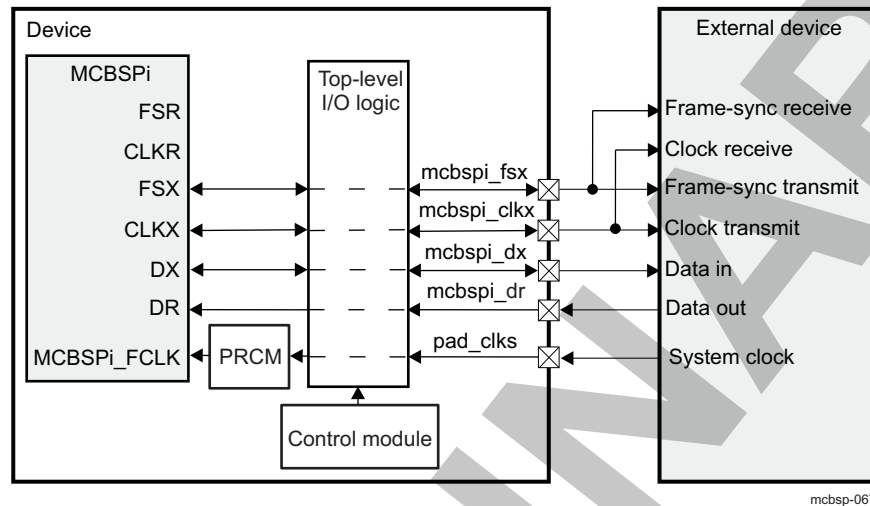 Device
External device
MCBSPi
Top-level
I/O logic
FSR
Frame-sync receive
CLKR
Clock receive
FSX
mcbspi_fsx
Frame-sync transmit
CLKX
mcbspi_clkx
Clock transmit
DX
mcbspi_dx
Data in
DR
mcbspi_dr
Data out
MCBSPi_FCLK
PRCM
pad_clks
System clock
Control module